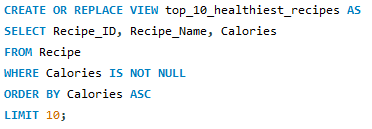 CREATE OR REPLACE VIEW top_10_healthiest_recipes AS
SELECT Recipe_ID, Recipe_Name, Calories
FROM Recipe
WHERE Calories IS NOT NULL
ORDER BY Calories ASC
LIMIT 10;